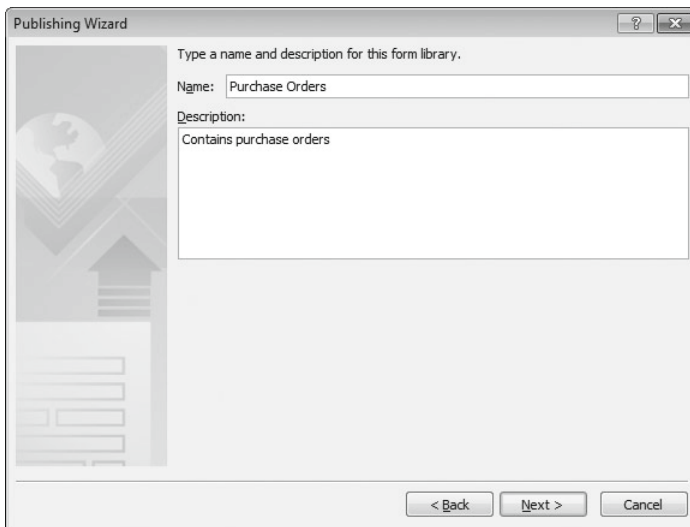 Publishing Wizard
Type a name and description for this form library.
Name: Purchase Orders
Description:
Contains purchase orders
< Back Next > Cancel